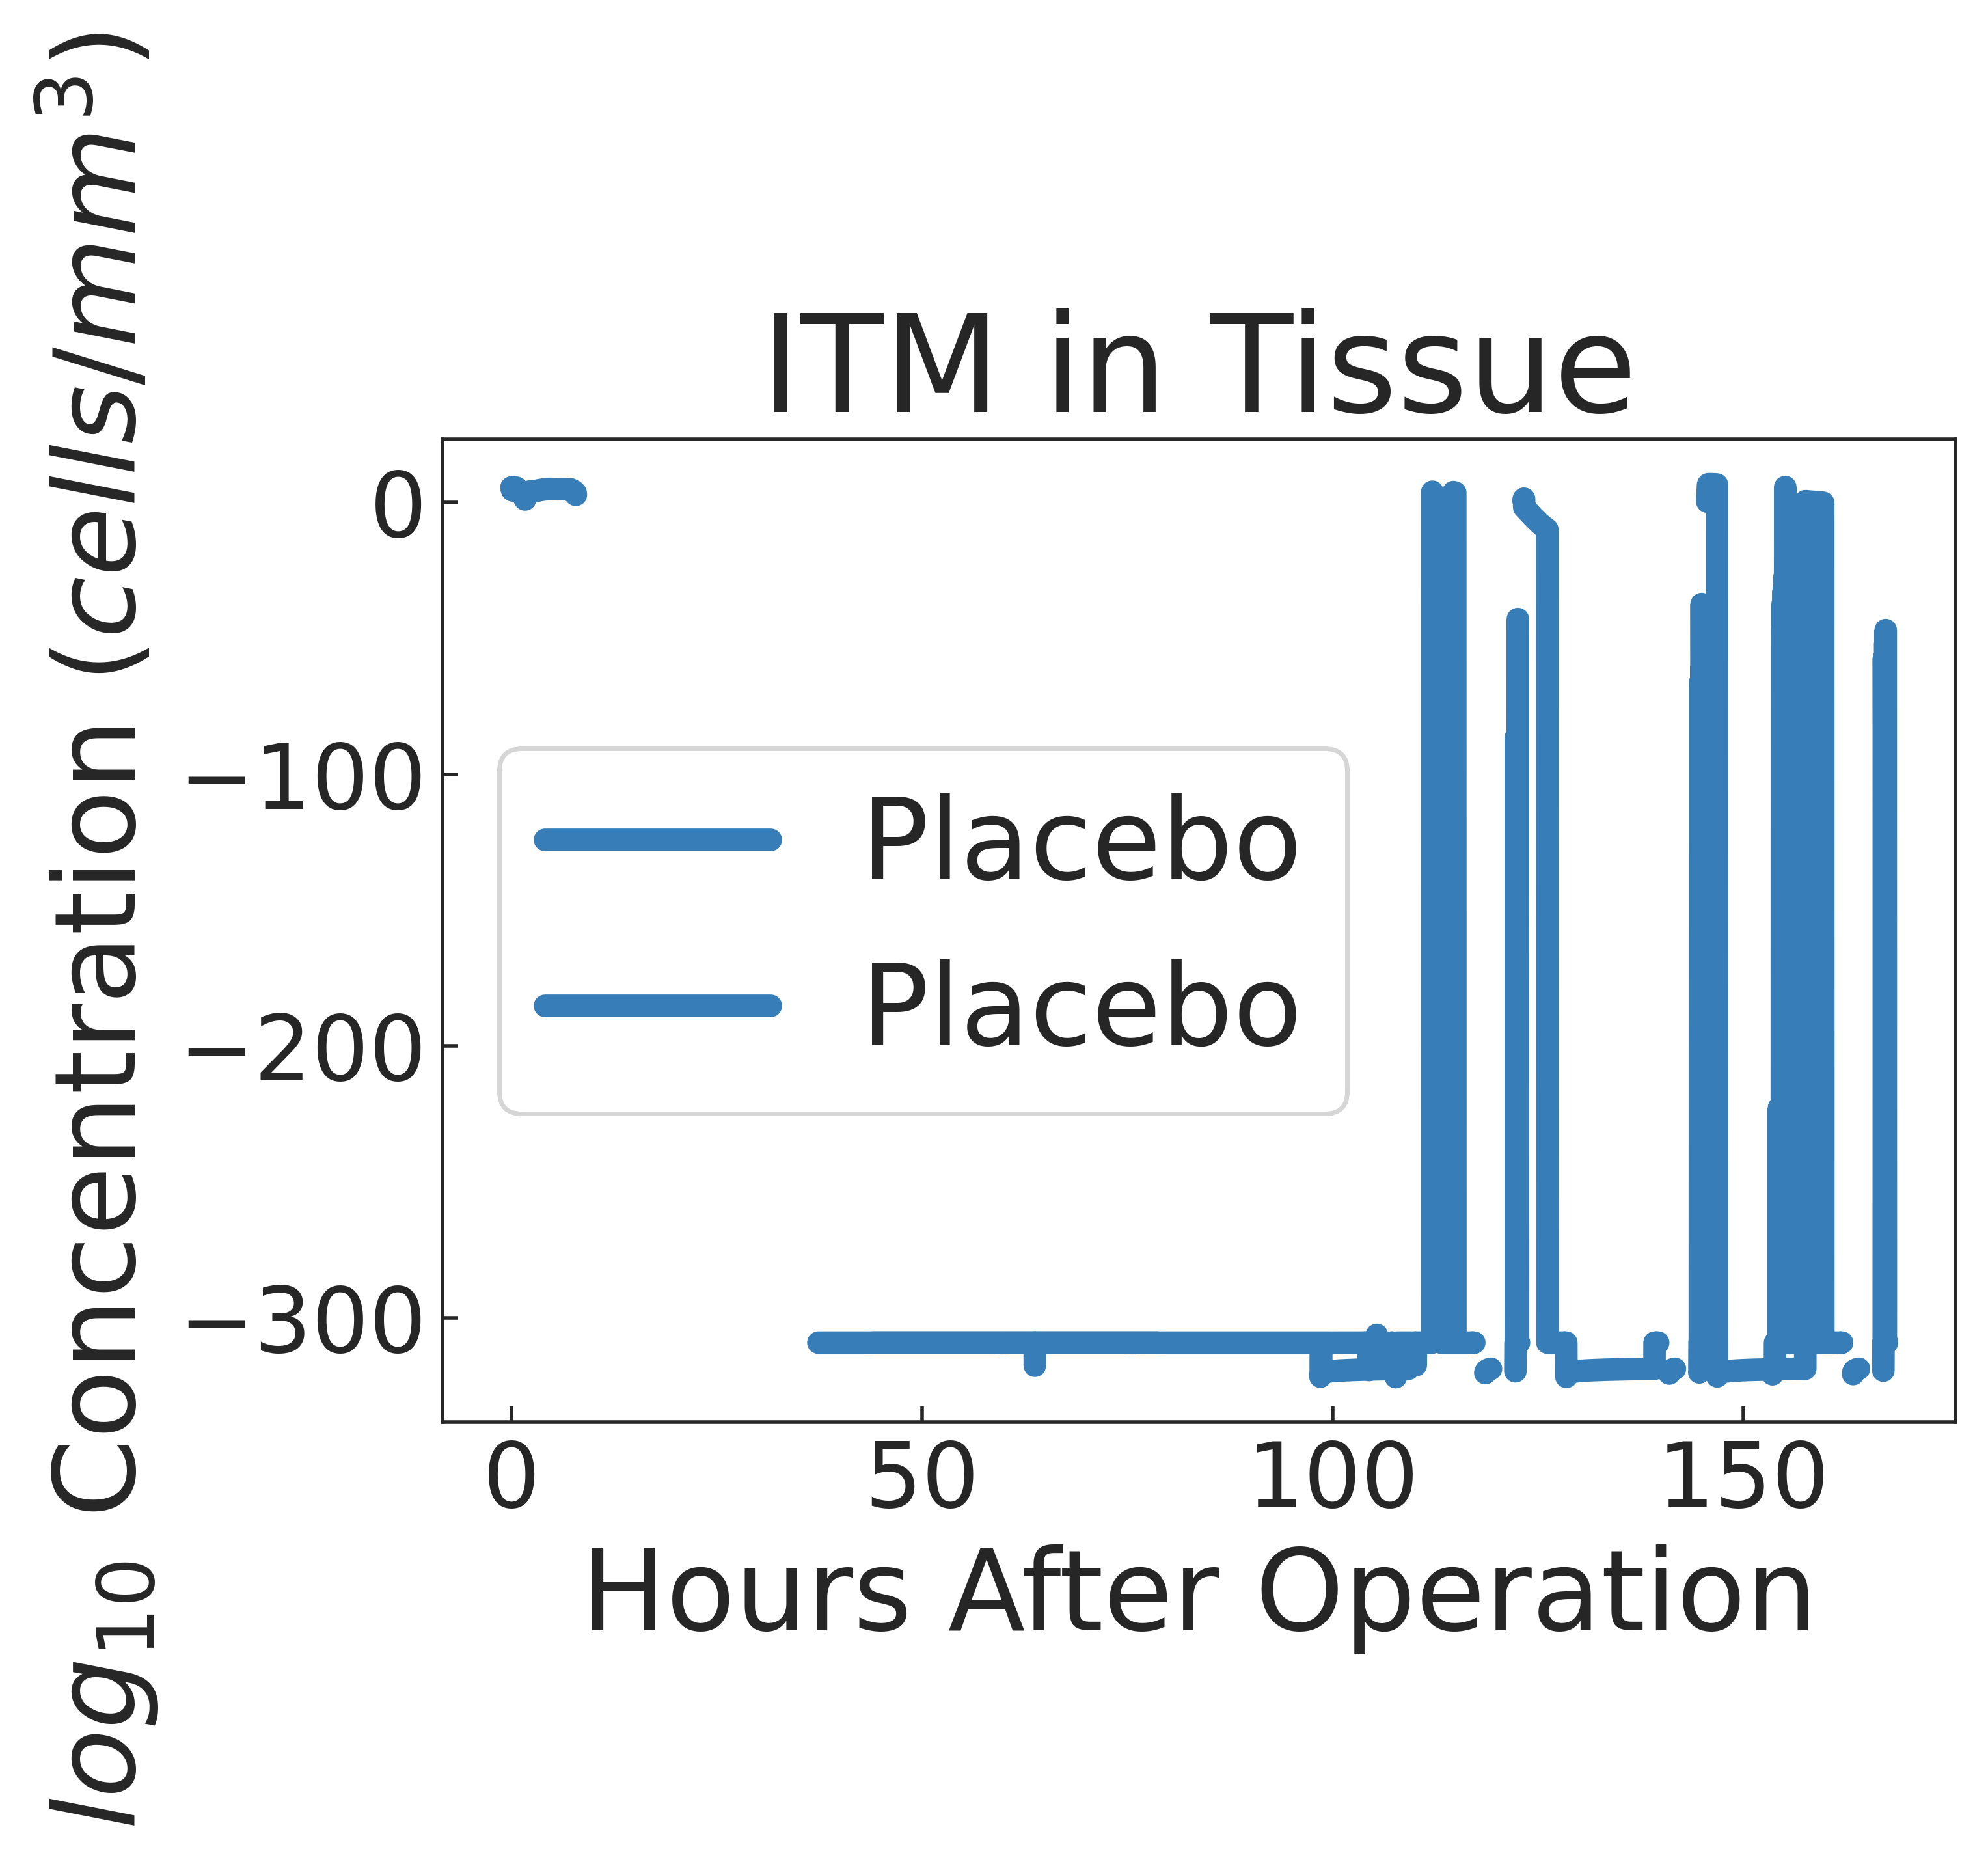 ITM in Tissue
log₁₀ Concentration (cells/mm³)
0
−100
−200
−300
Placebo
Placebo
0 50 100 150
Hours After Operation